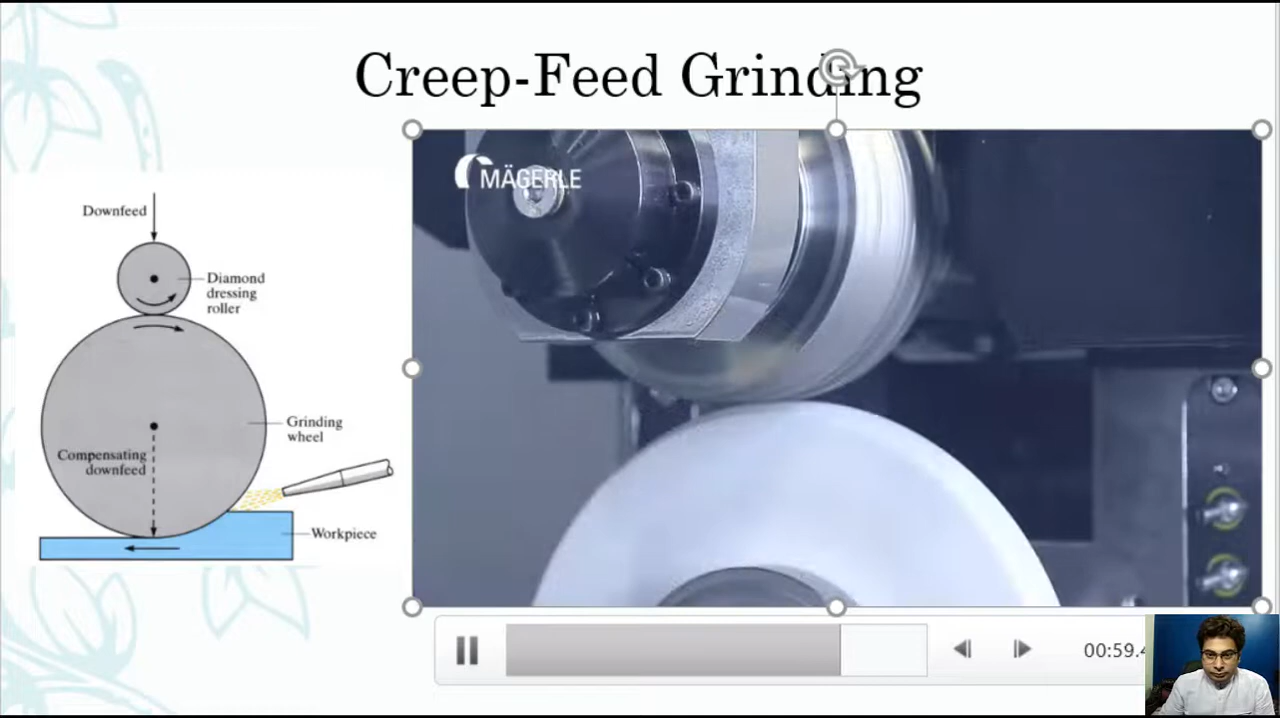 Creep-Feed Grinding
Downfeed
Diamond
dressing
roller
Grinding
wheel
Compensating
downfeed
Workpiece
MÄGERLE
00:59.4